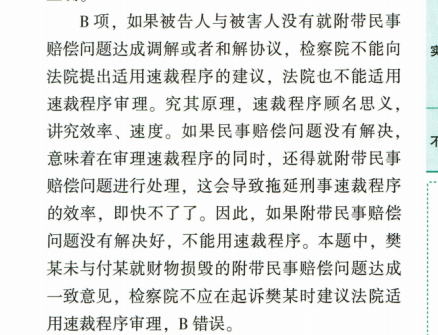 B 项，如果被告人与被害人没有就附带民事
赔偿问题达成调解或者和解协议，检察院不能向
法院提出适用速裁程序的建议，法院也不能适用
速裁程序审理。究其原理，速裁程序顾名思义，
讲究效率、速度。如果民事赔偿问题没有解决，
意味着在审理速裁程序的同时，还得就附带民事
赔偿问题进行处理，这会导致拖延刑事速裁程序
的效率，即快不了了。因此，如果附带民事赔偿
问题没有解决好，不能用速裁程序。本题中，樊
某未与付某就财物损毁的附带民事赔偿问题达成
一致意见，检察院不应在起诉樊某时建议法院适
用速裁程序审理，B 错误。